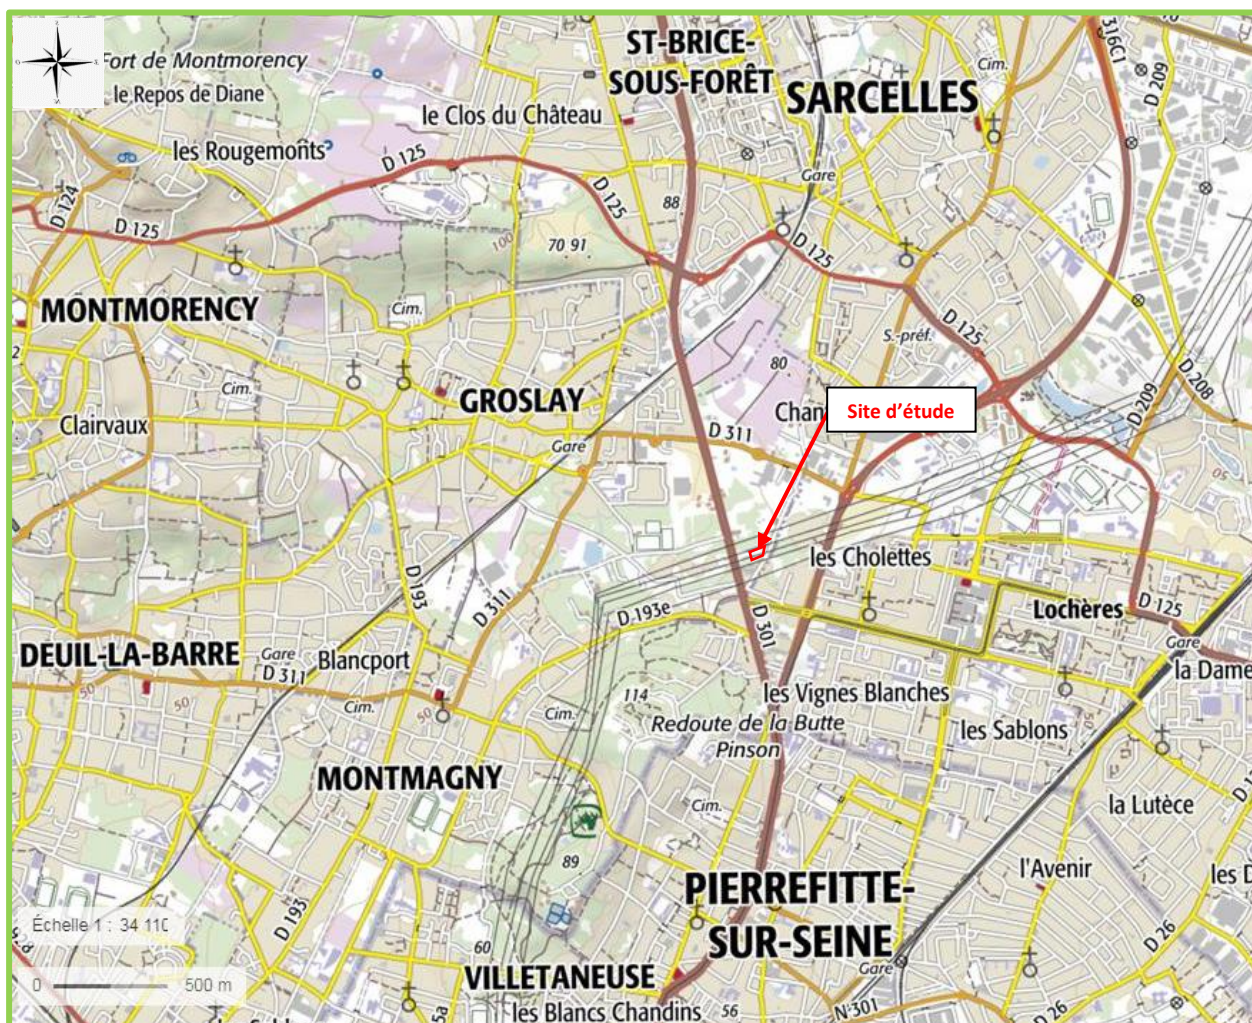 Fort de Montmorency
ST-BRICE-
SOUS-FORÊT
316C1
SARCELLES
Cim.
D 209
le Repos de Diane
le Clos du Château
les Rougemonts
D 125
Gare
D 124
D 125
D 125
88
100
70
91
D 125
MONTMORENCY
Cim.
D 125
S.-préf.
80
D 208
D 209
Cim.
GROSLAY
Clairvaux
Site d'étude
D 311
Gare
les Cholettes
D 193
D 311
D 193e
D 301
Lochères
D 125
Gare
DEUIL-LA-BARRE
Gare
Blancport
D 311
la Dame
50
50
Cim.
Cim.
114
les Vignes Blanches
Redoute de la Butte
Pinson
les Sablons
50
MONTMAGNY
Cim.
la Lutèce
89
l'Avenir
PIERREFITTE-
SUR-SEINE
D 193
Échelle 1 : 34 110
60
D 26
Gare
VILLETANEUSE
0
500 m
les Blancs Chandins
56
N 301
D 26